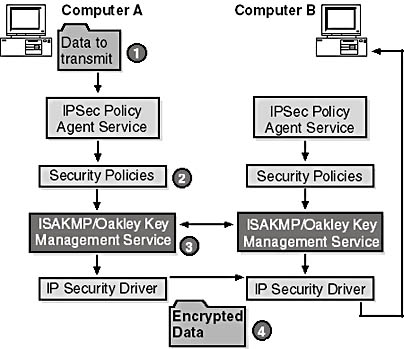 Computer A
Computer B
Data to
transmit
1
IPSec Policy
Agent Service
IPSec Policy
Agent Service
Security Policies
2
Security Policies
ISAKMP/Oakley Key
Management Service
3
ISAKMP/Oakley Key
Management Service
IP Security Driver
IP Security Driver
Encrypted
Data
4